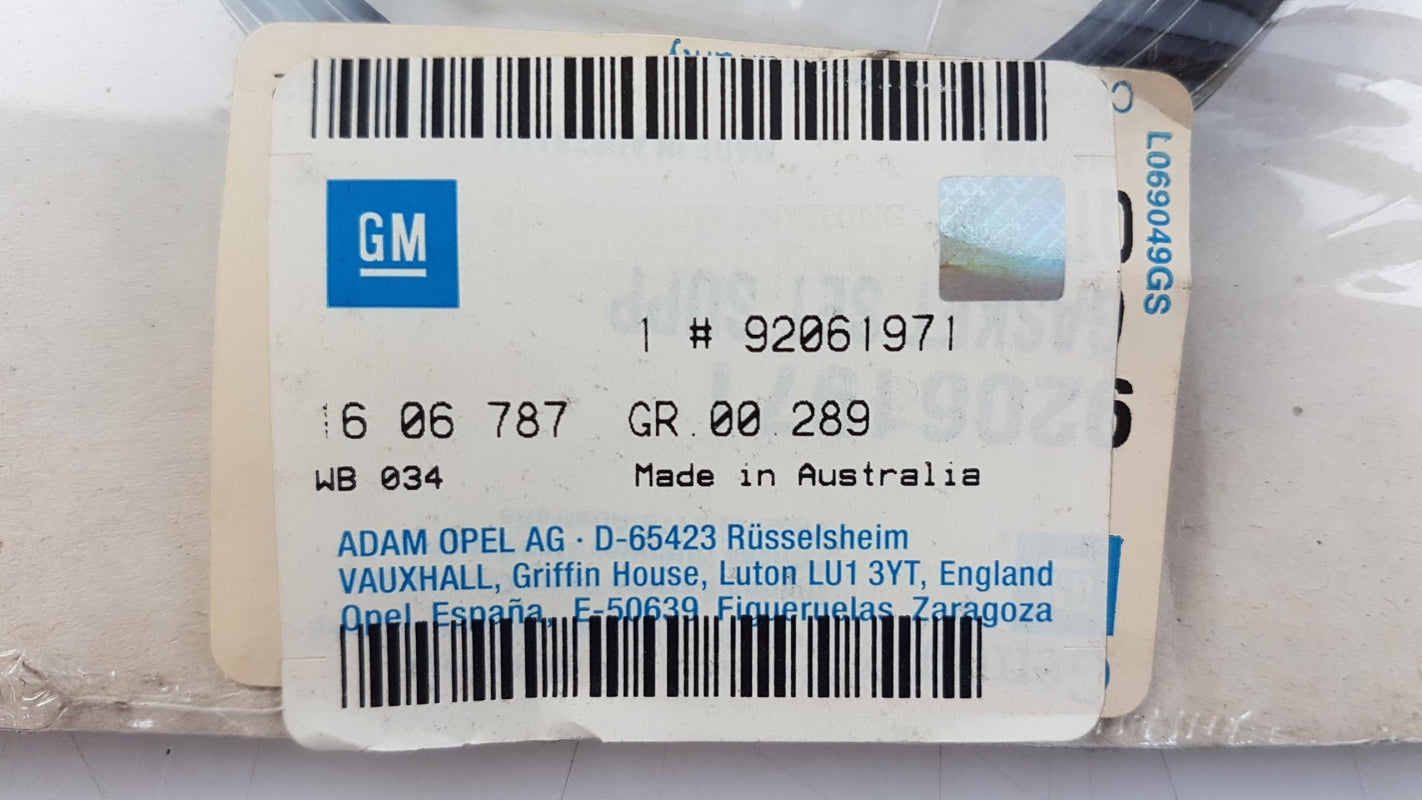 GM
1 # 92061971
16 06 787 GR.00 289
WB 034 Made in Australia
ADAM OPEL AG · D-65423 Rüsselsheim
VAUXHALL, Griffin House, Luton LU1 3YT, England
Opel España, E-50639 Figueruelas Zaragoza
L069049GS